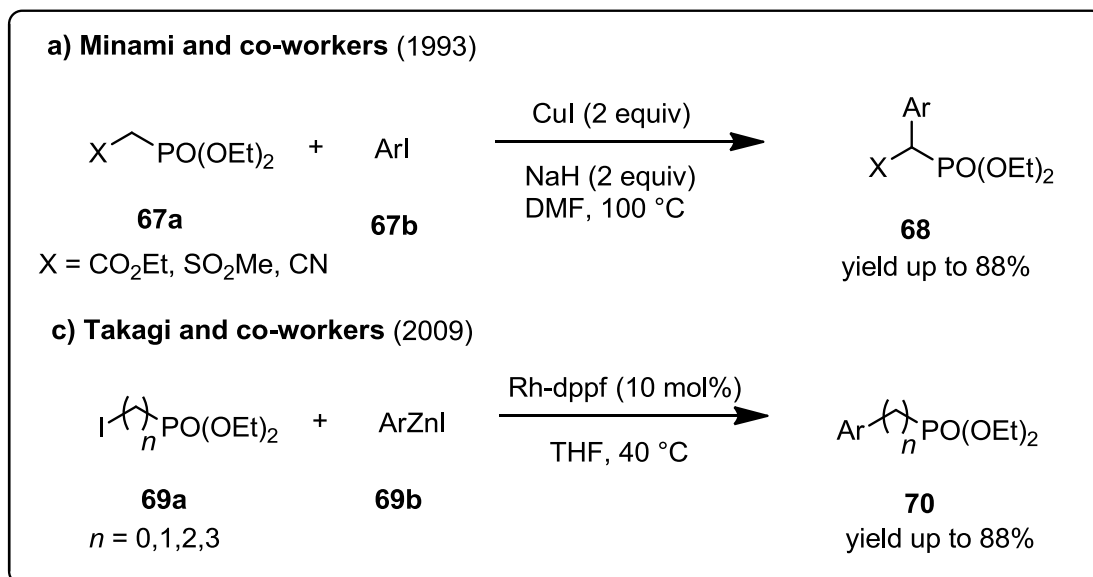 a) Minami and co-workers (1993)
X PO(OEt)₂ + ArI
CuI (2 equiv)
NaH (2 equiv)
DMF, 100 °C
Ar
X PO(OEt)₂
67a 67b 68
X = CO₂Et, SO₂Me, CN
yield up to 88%
c) Takagi and co-workers (2009)
I ( )n PO(OEt)₂ + ArZnI
Rh-dppf (10 mol%)
THF, 40 °C
Ar ( )n PO(OEt)₂
69a 69b 70
n = 0,1,2,3
yield up to 88%